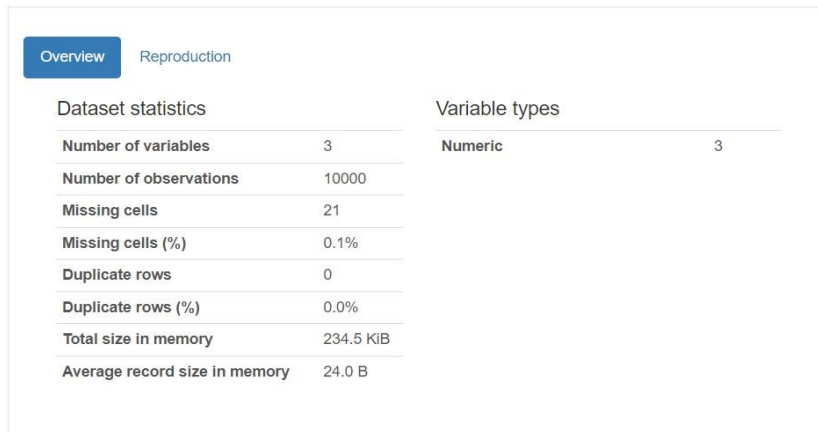 Overview Reproduction
Dataset statistics
Number of variables 3
Number of observations 10000
Missing cells 21
Missing cells (%) 0.1%
Duplicate rows 0
Duplicate rows (%) 0.0%
Total size in memory 234.5 KiB
Average record size in memory 24.0 B
Variable types
Numeric 3